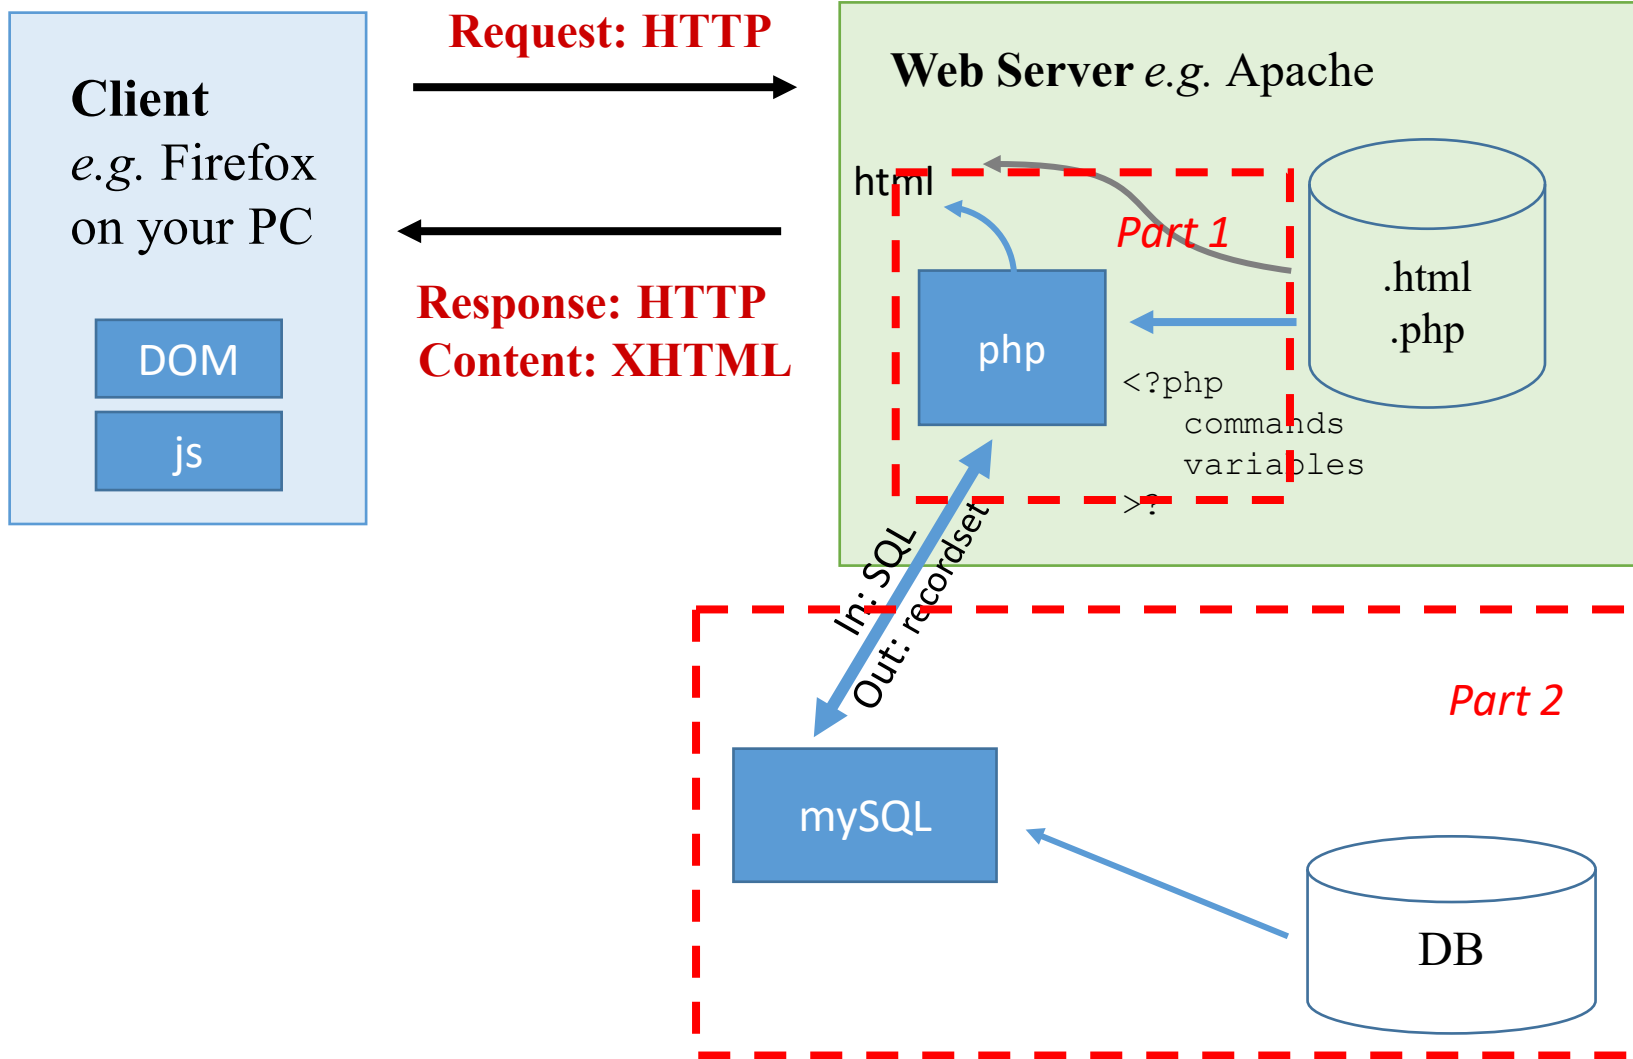 Client
e.g. Firefox
on your PC
DOM
js
Request: HTTP
Response: HTTP
Content: XHTML
Web Server e.g. Apache
html
Part 1
php
.html
.php
<?php
commands
variables
>?
In: SQL
Out: recordset
Part 2
mySQL
DB